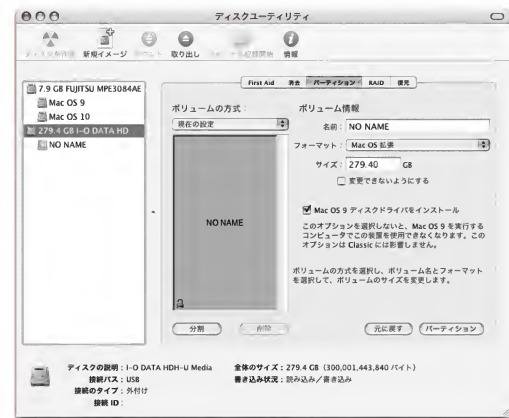 ディスクユーティリティ
新規イメージ 取り出し 情報
7.9 GB FUJITSU MPE3084AE
Mac OS 9
Mac OS 10
279.4 GB I-O DATA HD
NO NAME
First Aid 消去 パーティション RAID 復元
ボリュームの方式：
現在の設定
NO NAME
分割 削除
ボリューム情報
名前： NO NAME
フォーマット： Mac OS 拡張
サイズ： 279.40 GB
変更できないようにする
Mac OS 9 ディスクドライバをインストール
このオプションを選択しないと、Mac OS 9 を実行する
コンピュータでこの装置を使用できなくなります。この
オプションは Classic には影響しません。
ボリュームの方式を選択し、ボリューム名とフォーマット
を選択して、ボリュームのサイズを変更します。
元に戻す パーティション
ディスクの説明：I-O DATA HDH-U Media
接続バス：USB
接続のタイプ：外付け
接続 ID：
全体のサイズ：279.4 GB（300,001,443,840 バイト）
書き込み状況：読み込み／書き込み